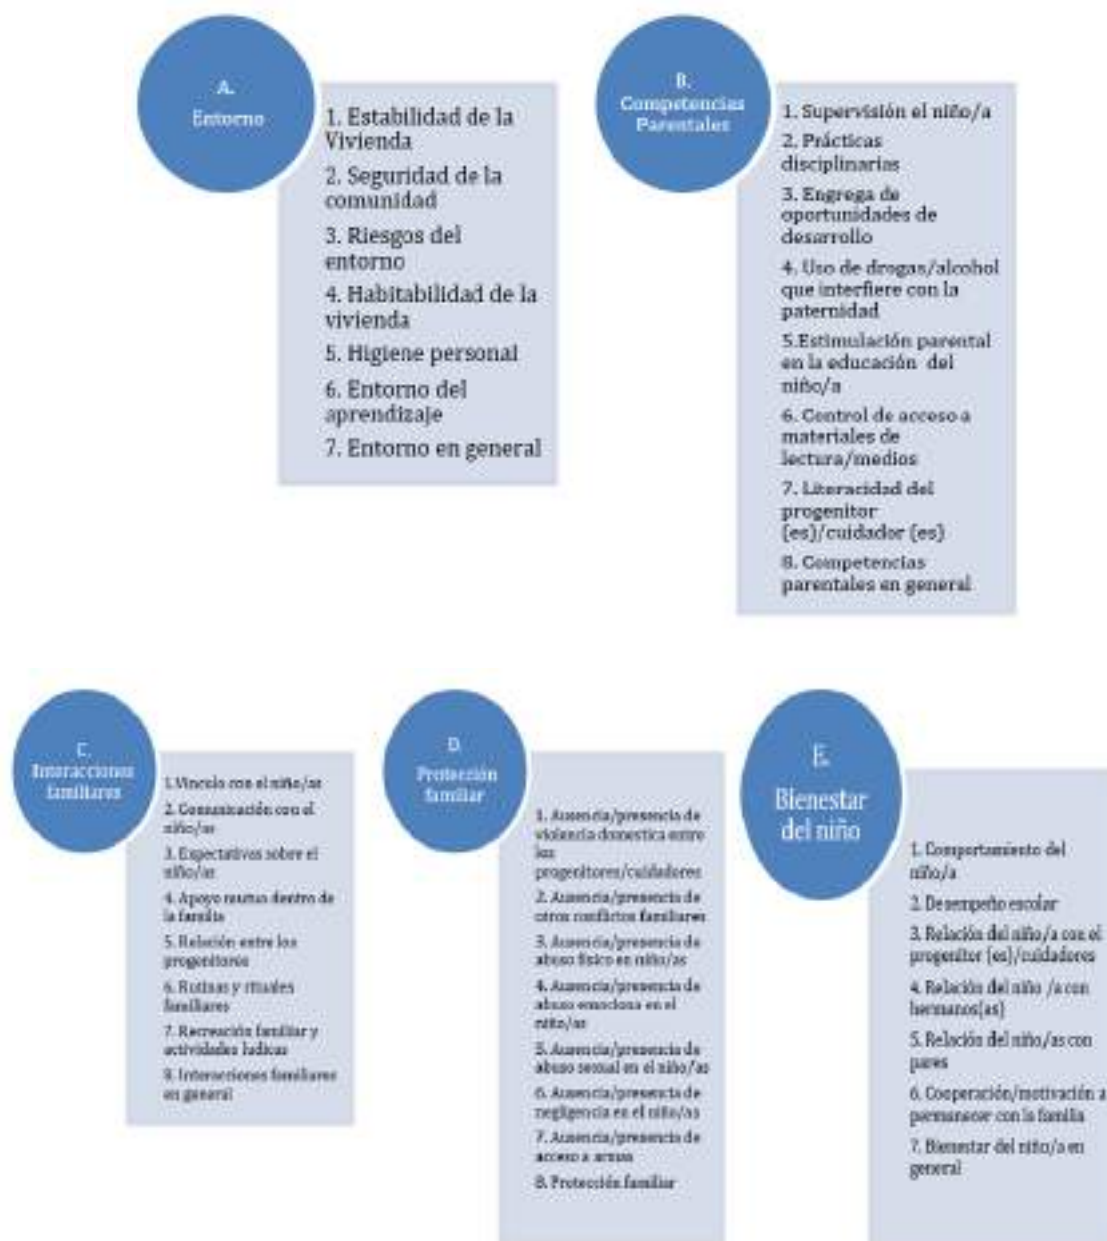 A.
Entorno
1. Estabilidad de la
Vivienda
2. Seguridad de la
comunidad
3. Riesgos del
entorno
4. Habitabilidad de la
vivienda
5. Higiene personal
6. Entorno del
aprendizaje
7. Entorno en general
B.
Competencias
Parentales
1. Supervisión el niño/a
2. Prácticas
disciplinarias
3. Engrega de
oportunidades de
desarrollo
4. Uso de drogas/alcohol
que interfiere con la
paternidad
5.Estimulación parental
en la educación del
niño/a
6. Control de acceso a
materiales de
lectura/medios
7. Literacidad del
progenitor
(es)/cuidador (es)
8. Competencias
parentales en general
C.
Interacciones
familiares
1.Vinculo con el niño/as
2. Comunicación con el
niño/as
3. Expectativas sobre el
niño/as
4. Apoyo mutuo dentro de
la familia
5. Relación entre los
progenitores
6. Rutinas y rituales
familiares
7. Recreación familiar y
actividades ludicas
8. Interacciones familiares
en general
D.
Protección
familiar
1. Ausencia/presencia de
violencia domestica entre
los
progenitores/cuidadores
2. Ausencia/presencia de
otros conflictos familiares
3. Ausencia/presencia de
abuso físico en niño/as
4. Ausencia/presencia de
abuso emociona en el
niño/as
5. Ausencia/presencia de
abuso sexual en el niño/as
6. Ausencia/presencia de
negligencia en el niño/as
7. Ausencia/presencia de
acceso a armas
8. Protección familiar
E.
Bienestar
del niño
1. Comportamiento del
niño/a
2. Desempeño escolar
3. Relación del niño/a con el
progenitor (es)/cuidadores
4. Relación del niño /a con
hermanos(as)
5. Relación del niño/as con
pares
6. Cooperación/motivación a
permanecer con la familia
7. Bienestar del niño/a en
general